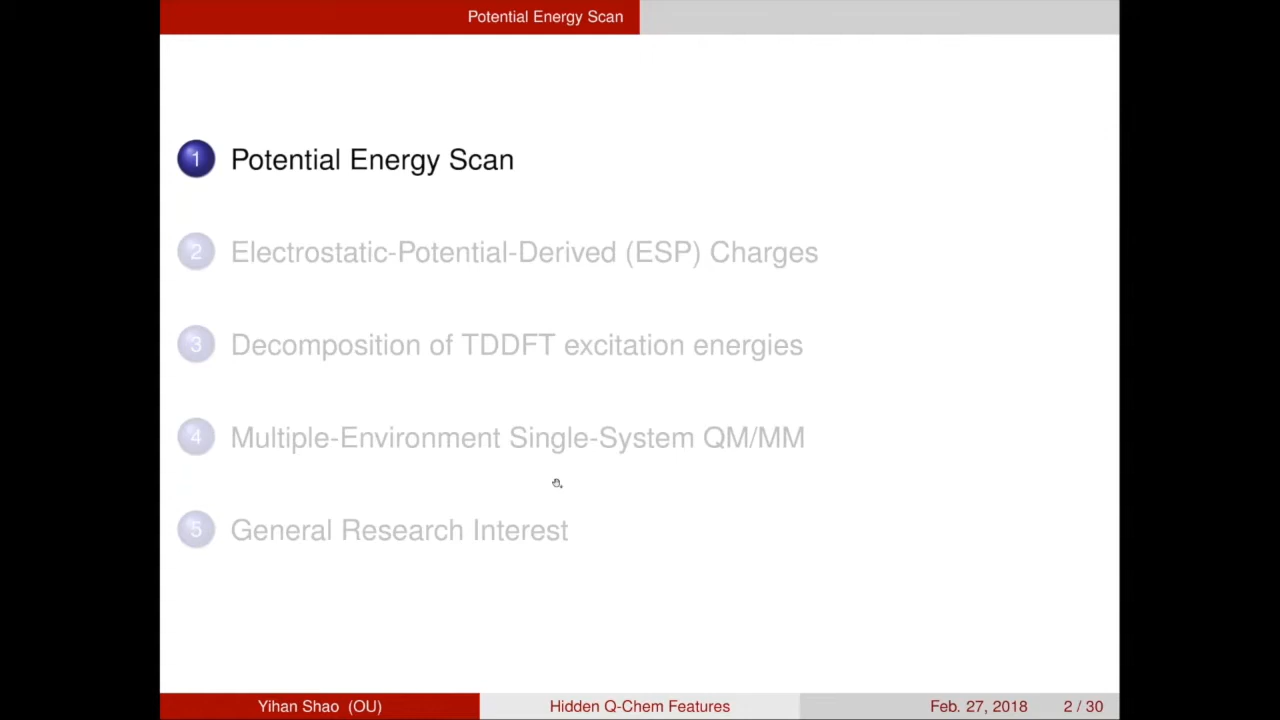 Potential Energy Scan
1 Potential Energy Scan
2 Electrostatic-Potential-Derived (ESP) Charges
3 Decomposition of TDDFT excitation energies
4 Multiple-Environment Single-System QM/MM
5 General Research Interest
Yihan Shao (OU) Hidden Q-Chem Features Feb. 27, 2018 2 / 30